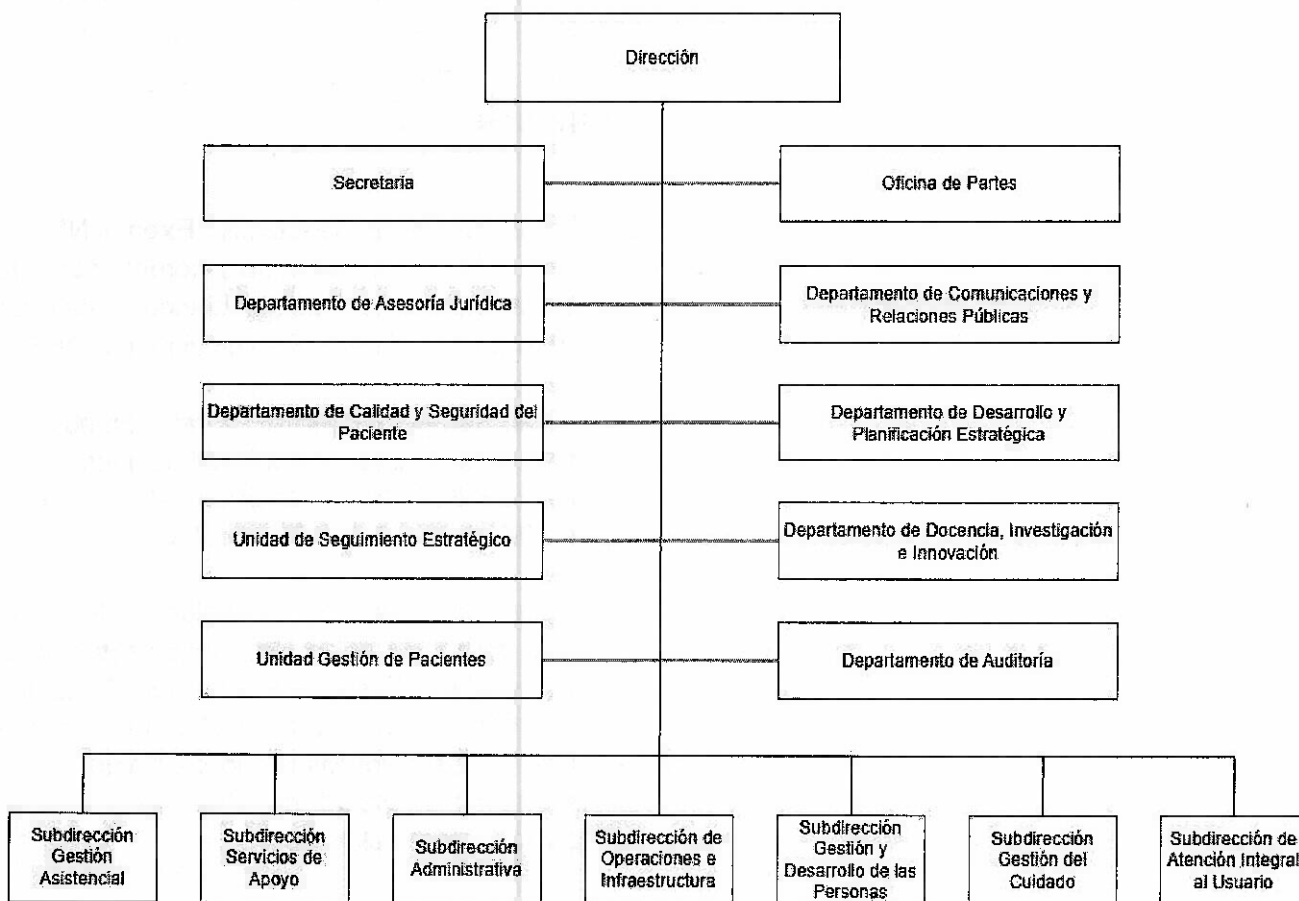 Dirección
Secretaría
Oficina de Partes
Departamento de Asesoría Jurídica
Departamento de Comunicaciones y
Relaciones Públicas
Departamento de Calidad y Seguridad del
Paciente
Departamento de Desarrollo y
Planificación Estratégica
Unidad de Seguimiento Estratégico
Departamento de Docencia, Investigación
e Innovación
Unidad Gestión de Pacientes
Departamento de Auditoría
Subdirección
Gestión
Asistencial
Subdirección
Servicios de
Apoyo
Subdirección
Administrativa
Subdirección de
Operaciones e
Infraestructura
Subdirección
Gestión y
Desarrollo de las
Personas
Subdirección
Gestión del
Cuidado
Subdirección de
Atención Integral
al Usuario